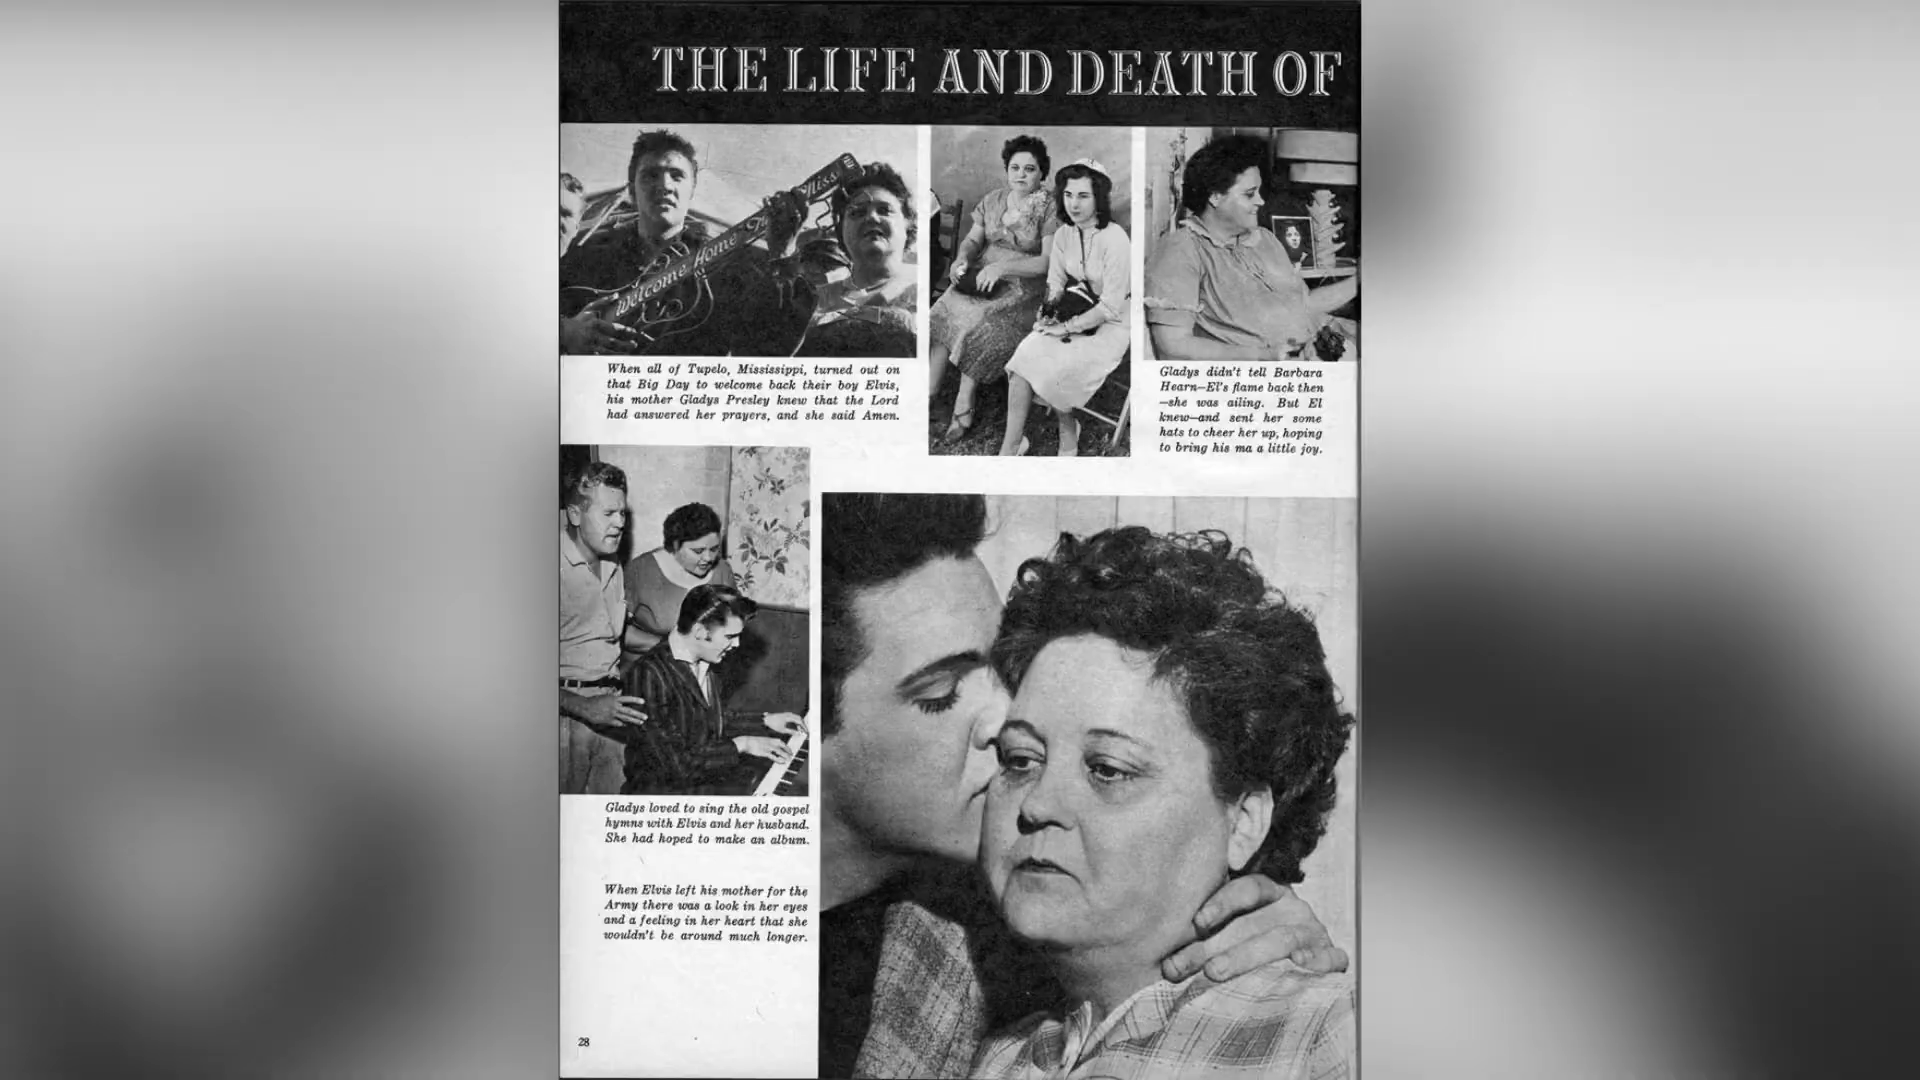 THE LIFE AND DEATH OF
Welcome Home
Miss
When all of Tupelo, Mississippi, turned out on
that Big Day to welcome back their boy Elvis,
his mother Gladys Presley knew that the Lord
had answered her prayers, and she said Amen.
Gladys didn't tell Barbara
Hearn—El's flame back then
—she was ailing. But El
knew—and sent her some
hats to cheer her up, hoping
to bring his ma a little joy.
Gladys loved to sing the old gospel
hymns with Elvis and her husband.
She had hoped to make an album.
When Elvis left his mother for the
Army there was a look in her eyes
and a feeling in her heart that she
wouldn't be around much longer.
28